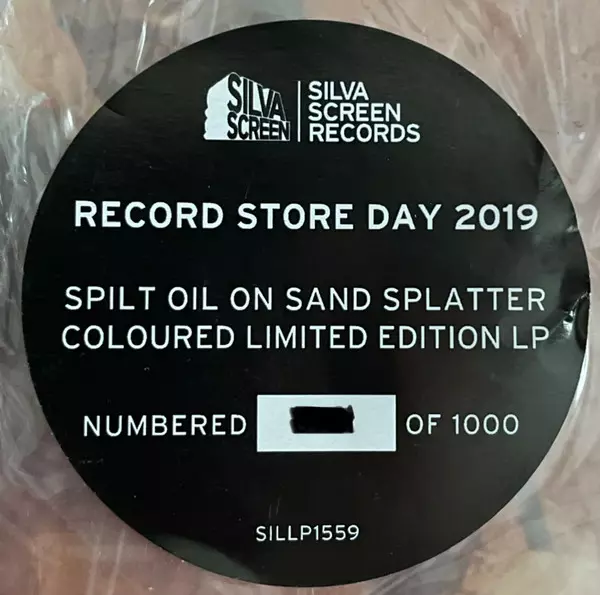 SILVA
SCREEN
SILVA
SCREEN
RECORDS
RECORD STORE DAY 2019
SPILT OIL ON SAND SPLATTER
COLOURED LIMITED EDITION LP
NUMBERED OF 1000
SILLP1559